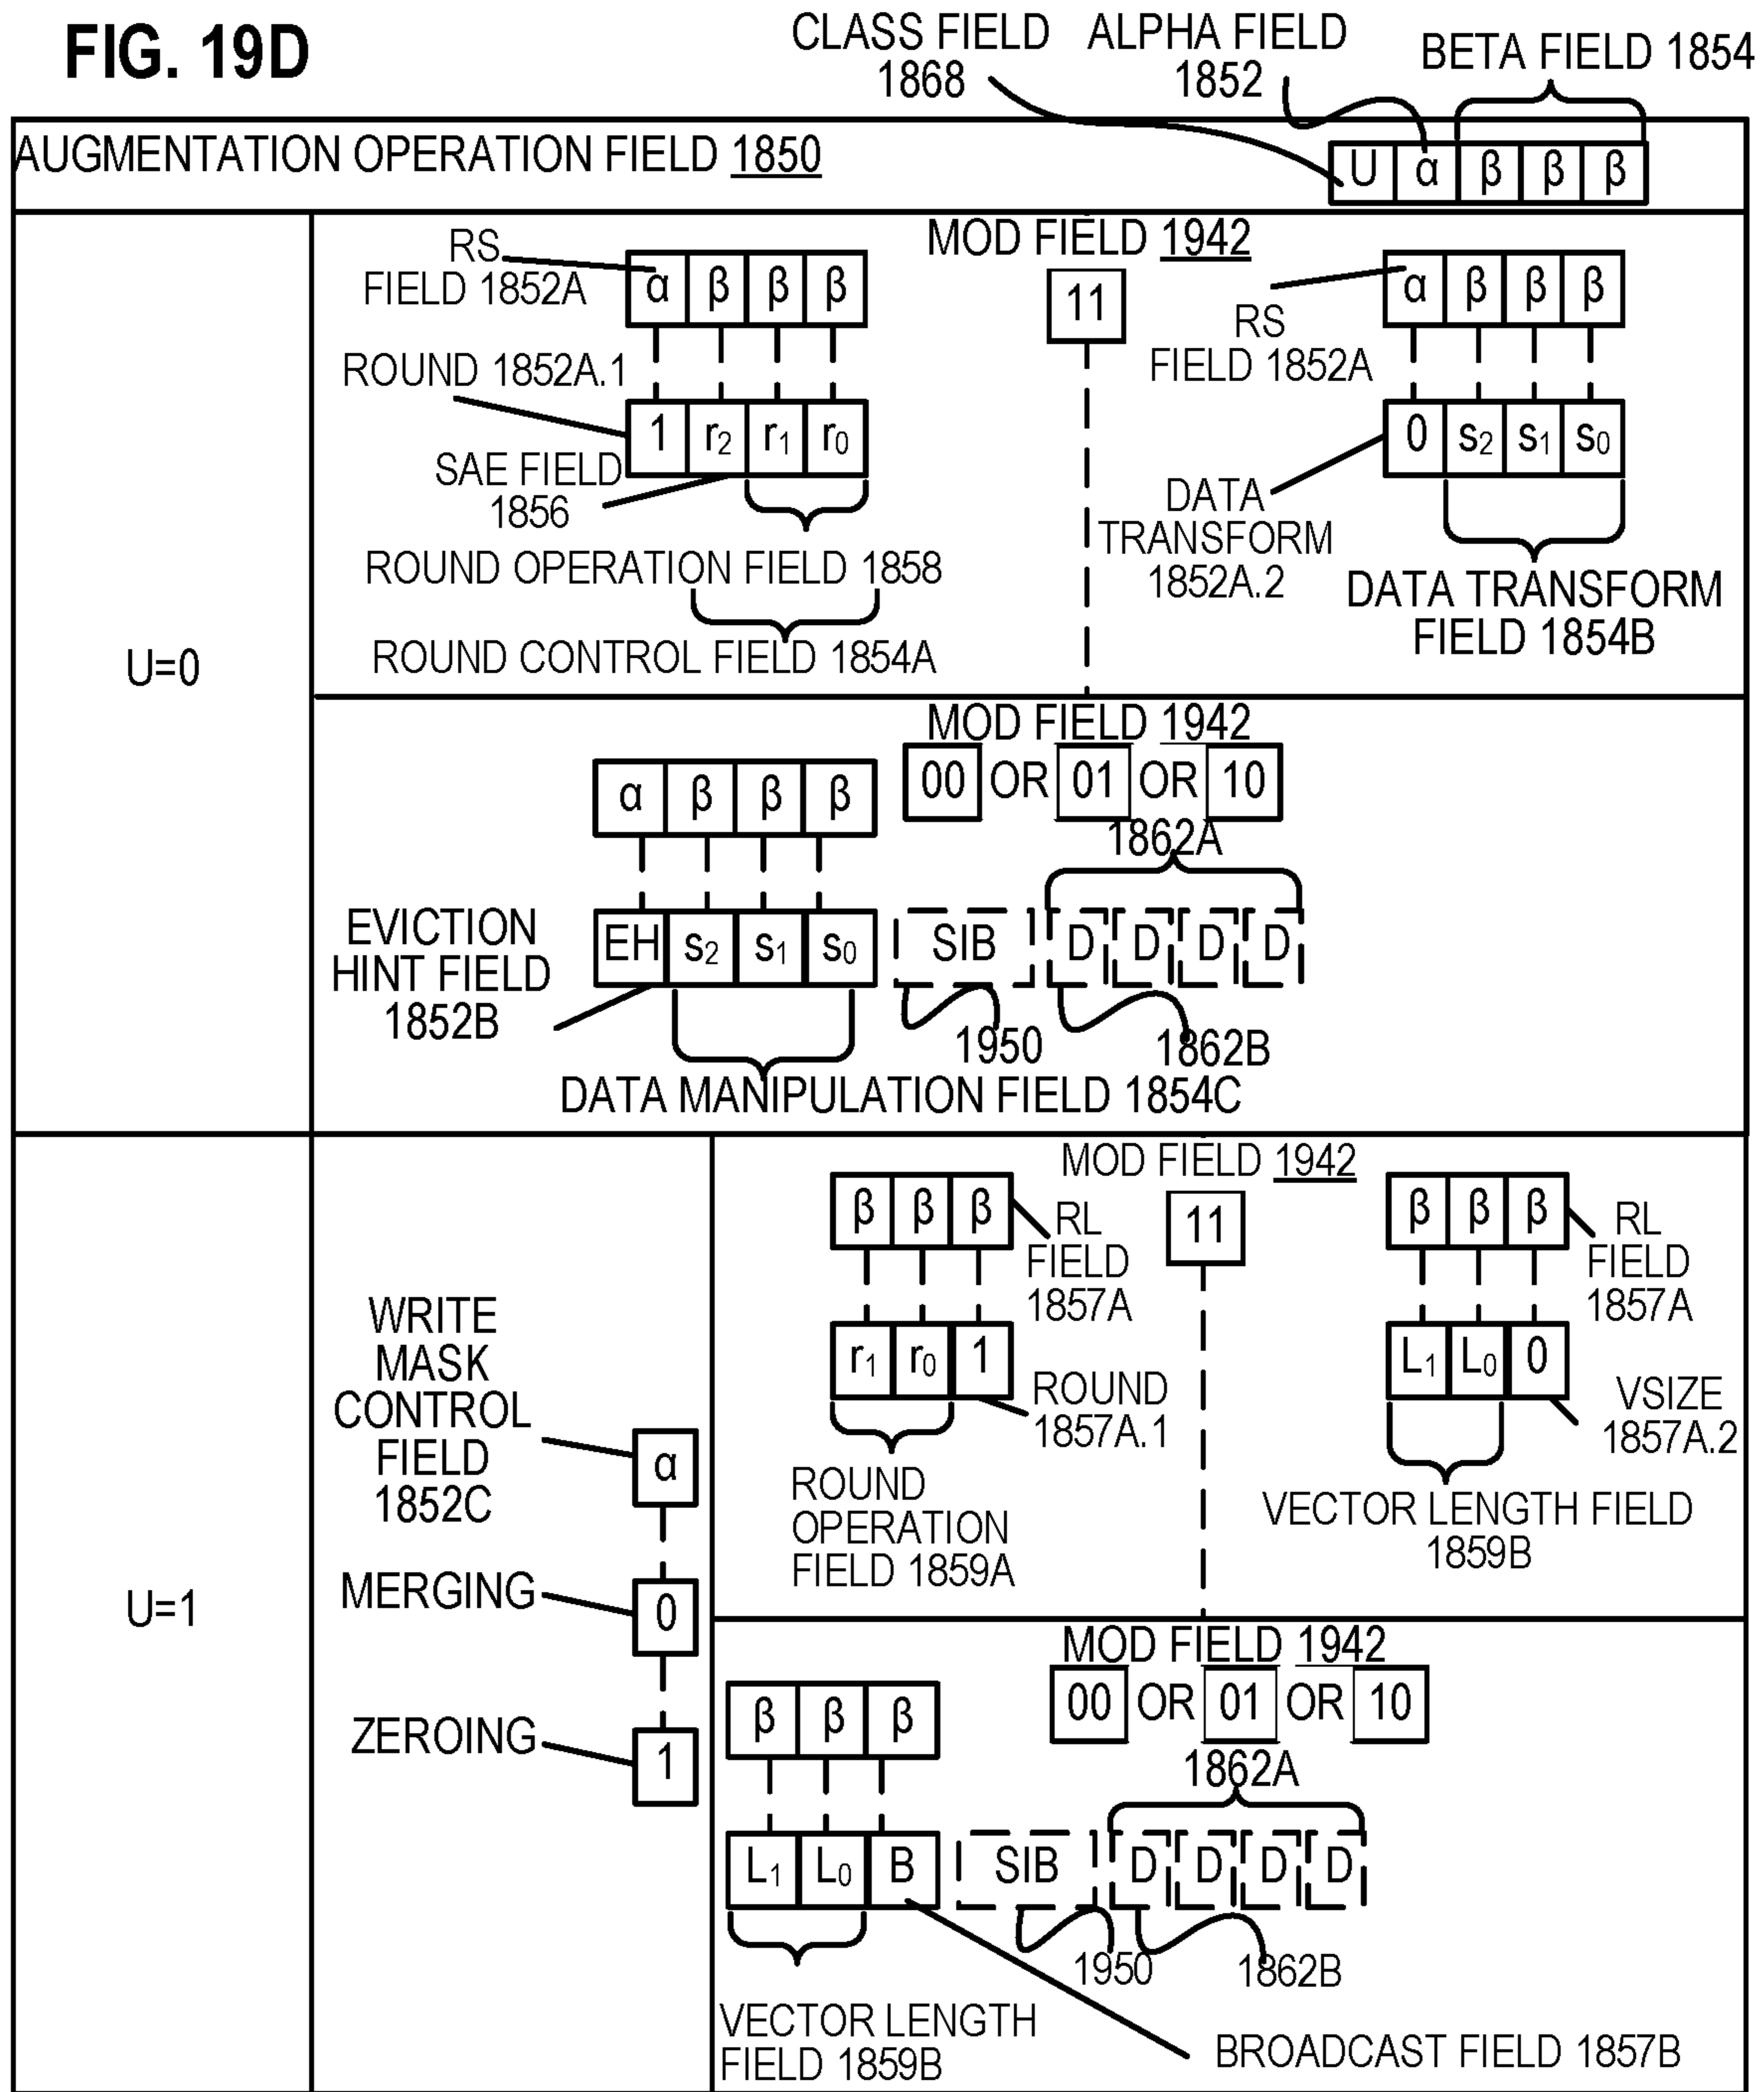 FIG. 19D
CLASS FIELD
1868
ALPHA FIELD
1852
BETA FIELD 1854
AUGMENTATION OPERATION FIELD 1850
U α β β β
U=0
MOD FIELD 1942
11
RS
FIELD 1852A
α β β β
ROUND 1852A.1
1 r2 r1 r0
SAE FIELD
1856
ROUND OPERATION FIELD 1858
ROUND CONTROL FIELD 1854A
α β β β
RS
FIELD 1852A
0 s2 s1 s0
DATA
TRANSFORM
1852A.2
DATA TRANSFORM
FIELD 1854B
MOD FIELD 1942
00 OR 01 OR 10
α β β β
1862A
EVICTION
HINT FIELD
1852B
EH s2 s1 s0 SIB D D D D
1950
1862B
DATA MANIPULATION FIELD 1854C
U=1
WRITE
MASK
CONTROL
FIELD
1852C
α
MERGING
0
ZEROING
1
MOD FIELD 1942
11
β β β
RL
FIELD
1857A
r1 r0 1
ROUND
1857A.1
ROUND
OPERATION
FIELD 1859A
β β β
RL
FIELD
1857A
L1 L0 0
VSIZE
1857A.2
VECTOR LENGTH FIELD
1859B
MOD FIELD 1942
00 OR 01 OR 10
β β β
1862A
L1 L0 B SIB D D D D
1950
1862B
VECTOR LENGTH
FIELD 1859B
BROADCAST FIELD 1857B